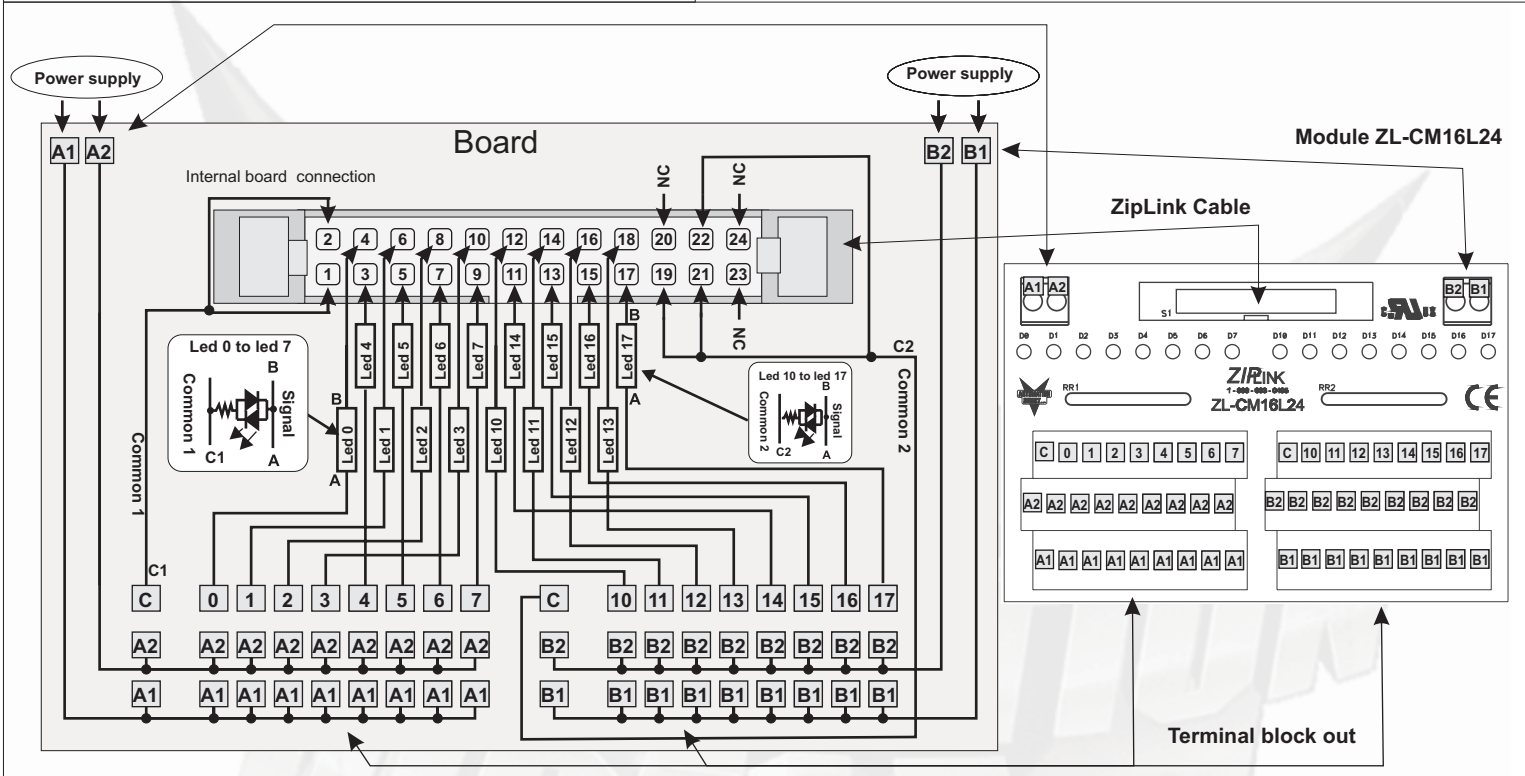 Power supply
Power supply
A1 A2
Board
B2 B1
Module ZL-CM16L24
Internal board connection
NC
NC
ZipLink Cable
2 4 6 8 10 12 14 16 18 20 22 24
1 3 5 7 9 11 13 15 17 19 21 23
NC
B
C2
Led 4 Led 5 Led 6 Led 7 Led 14 Led 15 Led 16 Led 17
A
Led 0 to led 7
B
Common 1
Signal
C1
A
Led 10 to led 17
B
Common 2
Signal
C2
A
Common 1
Common 2
B
Led 0 Led 1 Led 2 Led 3 Led 10 Led 11 Led 12 Led 13
A
C1
C 0 1 2 3 4 5 6 7
C 10 11 12 13 14 15 16 17
A2 A2 A2 A2 A2 A2 A2 A2 A2
B2 B2 B2 B2 B2 B2 B2 B2 B2
A1 A1 A1 A1 A1 A1 A1 A1 A1
B1 B1 B1 B1 B1 B1 B1 B1 B1
A1 A2
S1
B2 B1
D0 D1 D2 D3 D4 D5 D6 D7 D10 D11 D12 D13 D14 D15 D16 D17
ZIPLINK
ZL-CM16L24
RR1
RR2
CE
C 0 1 2 3 4 5 6 7
C 10 11 12 13 14 15 16 17
A2 A2 A2 A2 A2 A2 A2 A2 A2
B2 B2 B2 B2 B2 B2 B2 B2 B2
A1 A1 A1 A1 A1 A1 A1 A1 A1
B1 B1 B1 B1 B1 B1 B1 B1 B1
Terminal block out